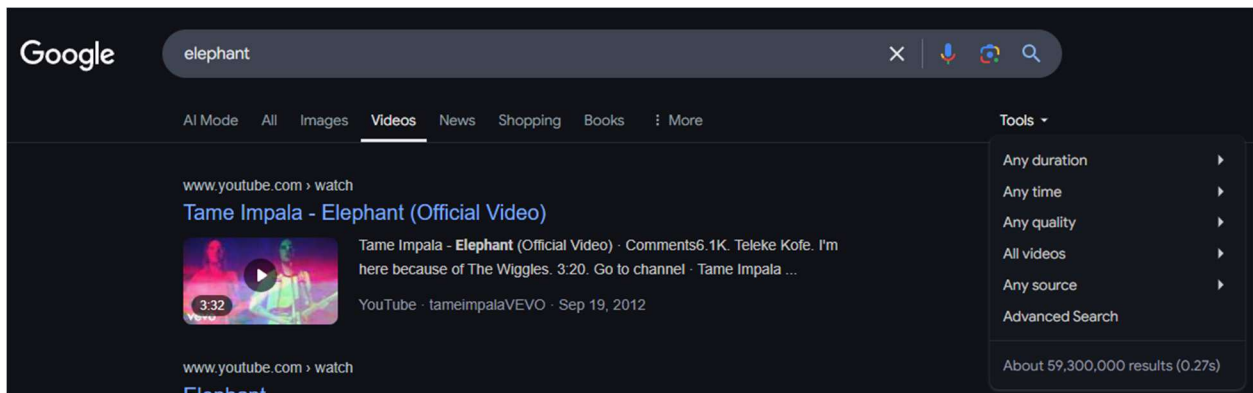 Google
elephant
AI Mode All Images Videos News Shopping Books More
Tools
Any duration
Any time
Any quality
All videos
Any source
Advanced Search
About 59,300,000 results (0.27s)
www.youtube.com › watch
Tame Impala - Elephant (Official Video)
Tame Impala - Elephant (Official Video) · Comments6.1K. Teleke Kofe. I'm
here because of The Wiggles. 3:20. Go to channel · Tame Impala ...
3:32
vevo
YouTube · tameimpalaVEVO · Sep 19, 2012
www.youtube.com › watch
Elephant